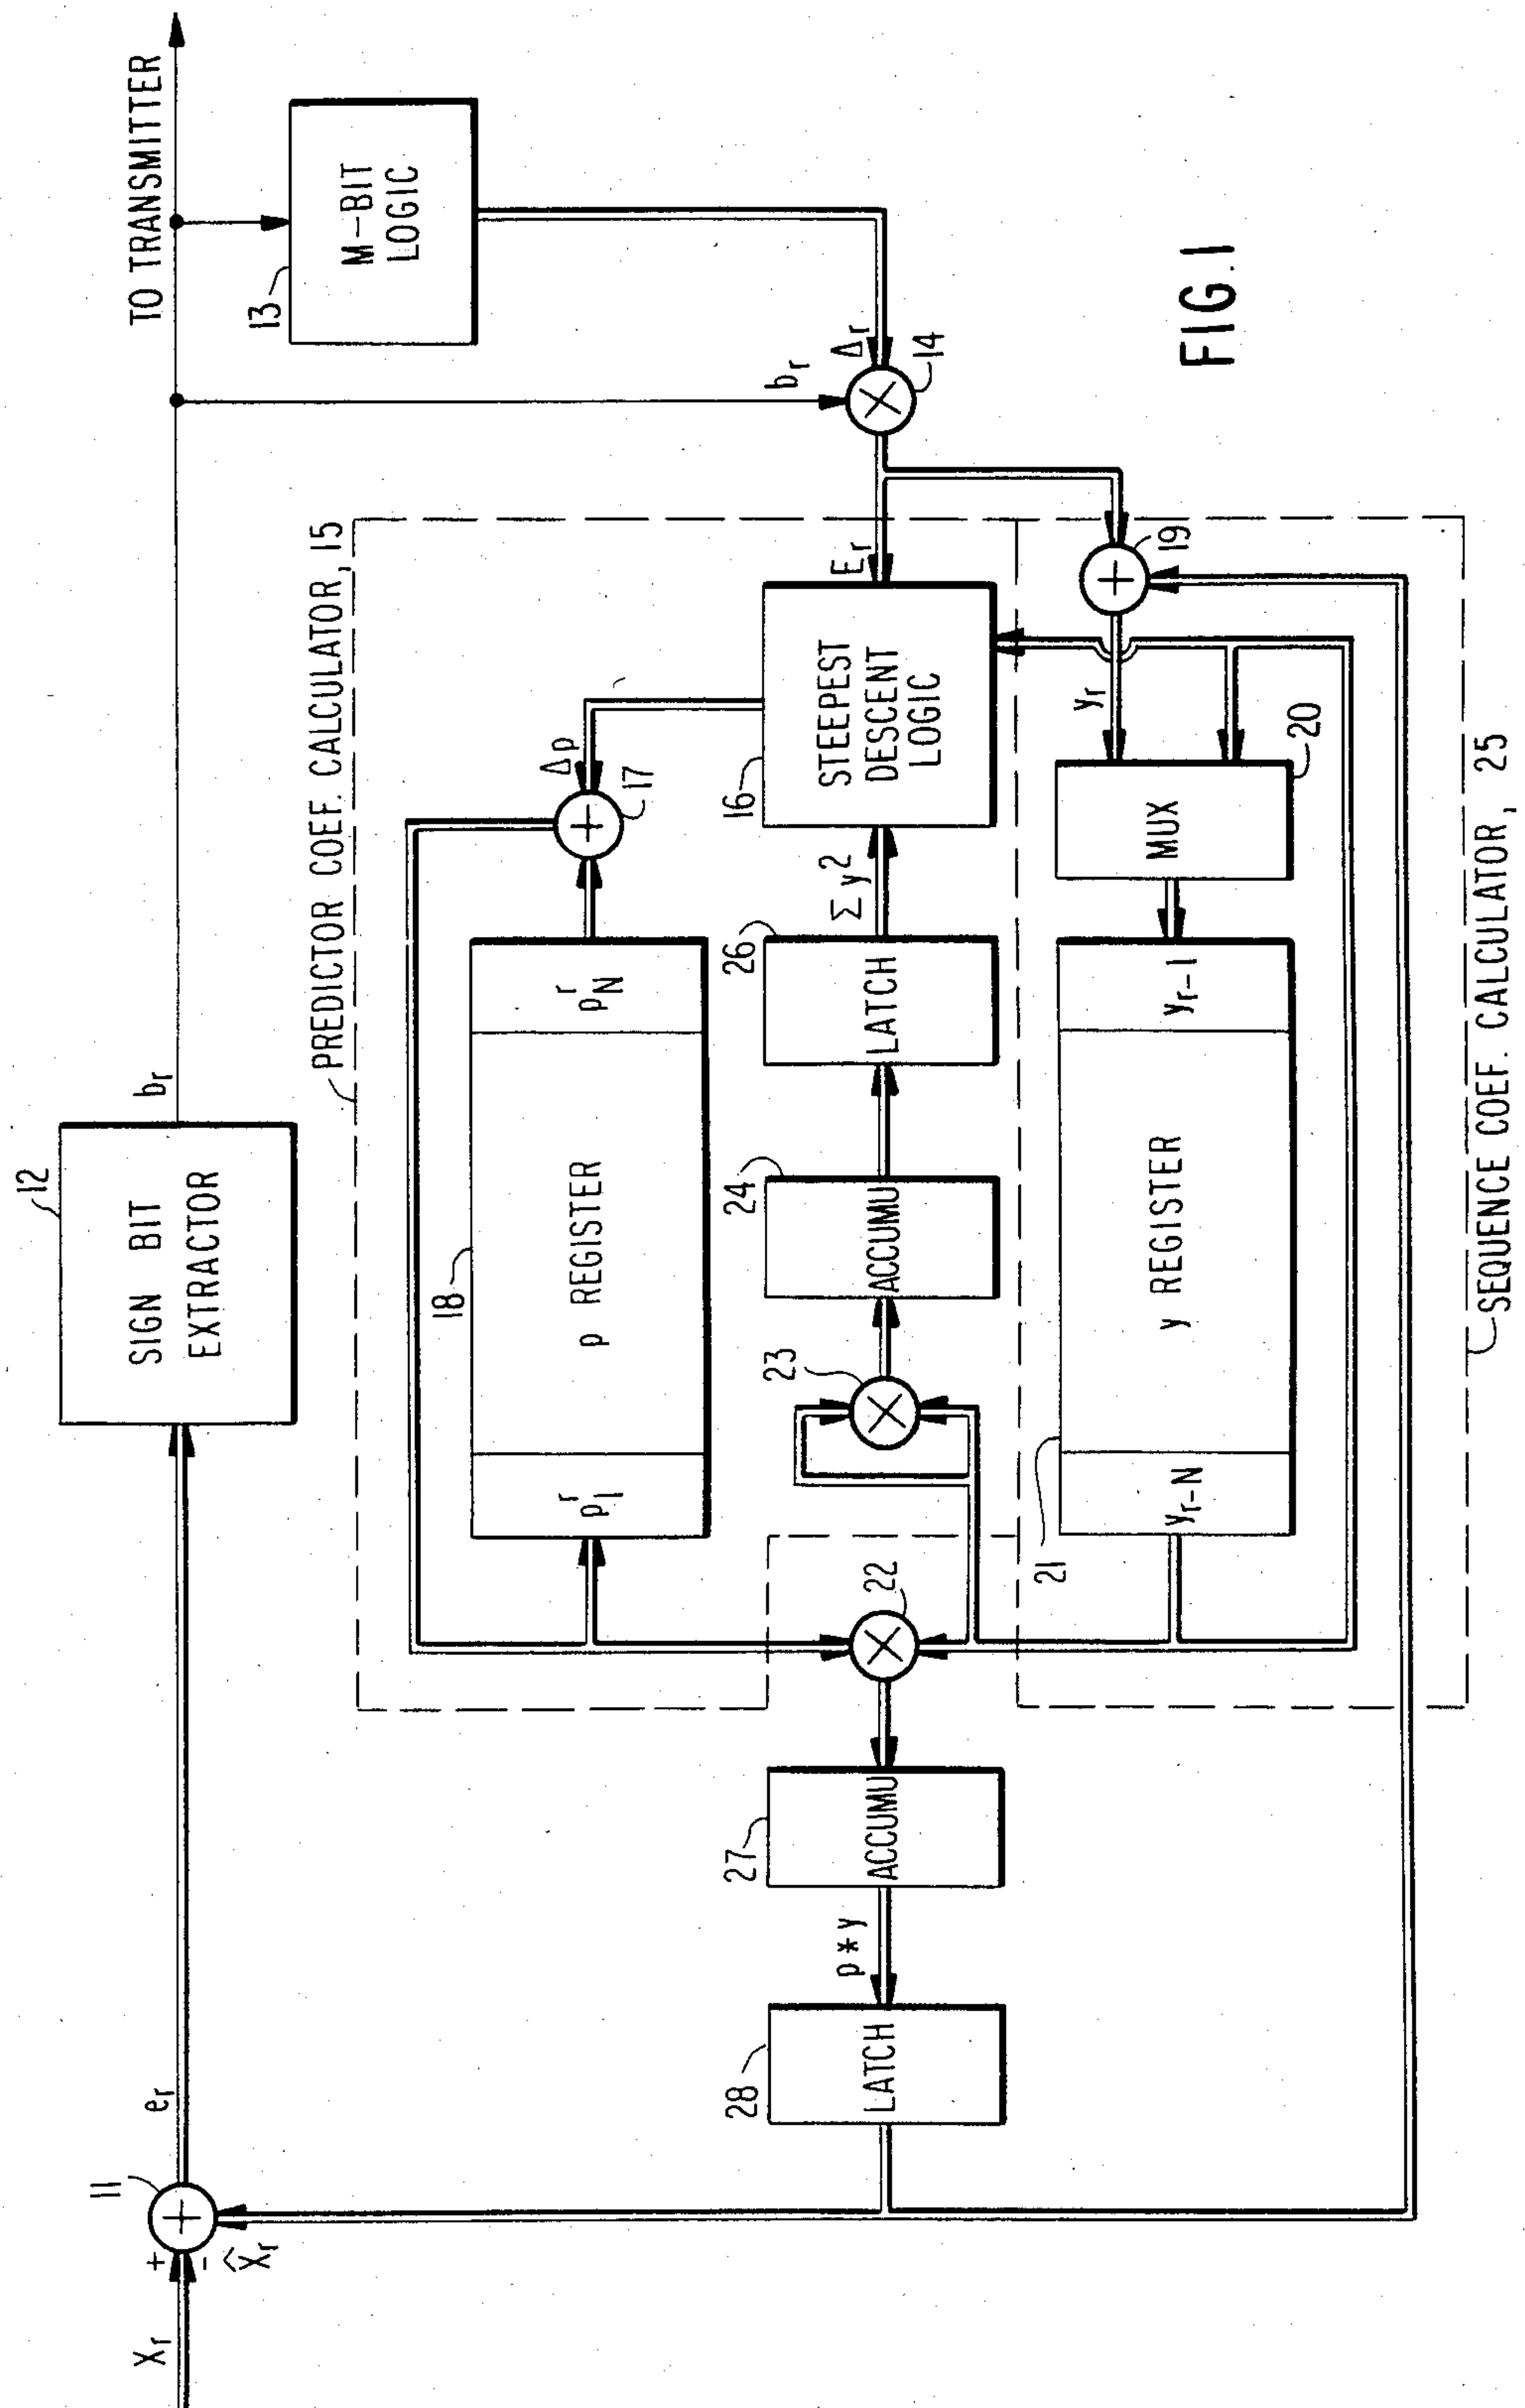 X_r
+
-
X̂_r
11
e_r
12
SIGN BIT
EXTRACTOR
b_r
TO TRANSMITTER
13
M-BIT
LOGIC
PREDICTOR COEF. CALCULATOR, 15
18
p_1^r
p REGISTER
p_N^r
17
Δp
b_r
Δ_r
14
28
LATCH
p * y
27
ACCUMU
22
23
24
ACCUMU
26
LATCH
Σ y^2
16
STEEPEST
DESCENT
LOGIC
E_r
21
y_r-N
y REGISTER
y_r-1
MUX
20
y_r
19
SEQUENCE COEF. CALCULATOR, 25
FIG.1